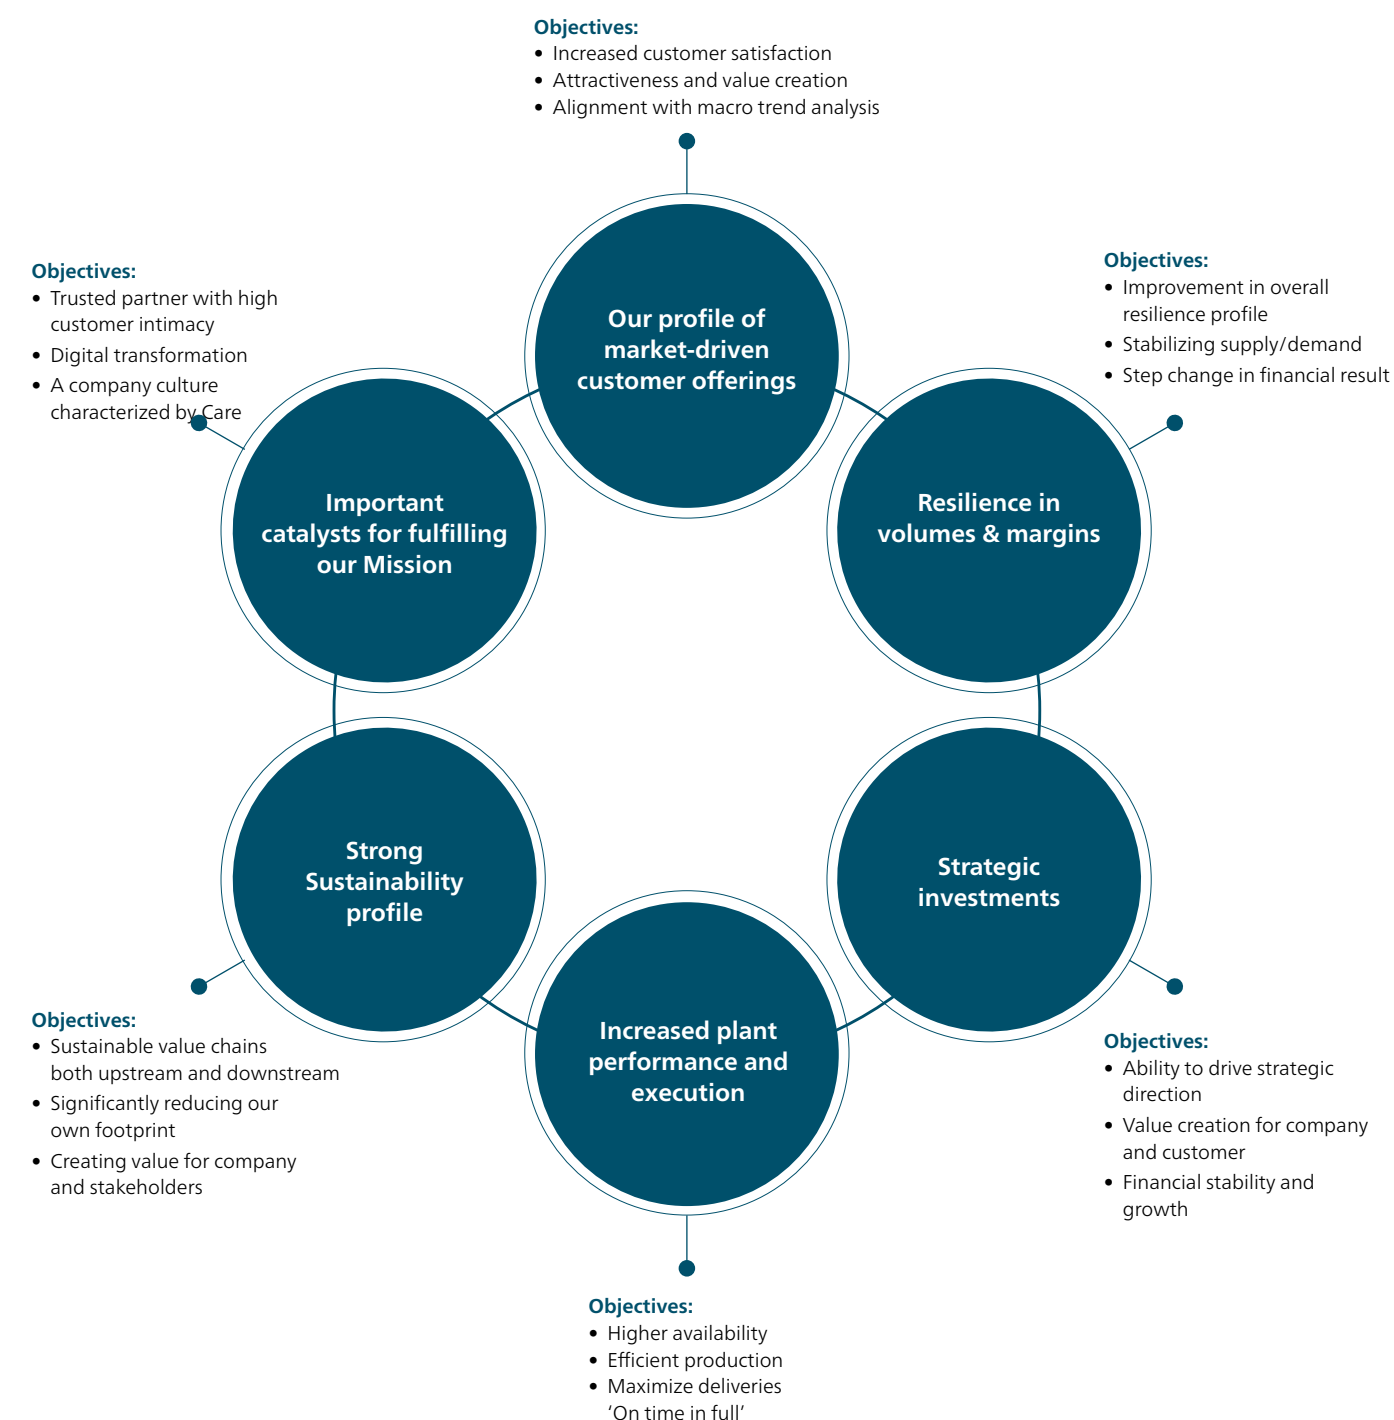 Objectives:
• Increased customer satisfaction
• Attractiveness and value creation
• Alignment with macro trend analysis
Our profile of
market-driven
customer offerings
Objectives:
• Improvement in overall
resilience profile
• Stabilizing supply/demand
• Step change in financial result
Resilience in
volumes & margins
Strategic
investments
Objectives:
• Ability to drive strategic
direction
• Value creation for company
and customer
• Financial stability and
growth
Increased plant
performance and
execution
Objectives:
• Higher availability
• Efficient production
• Maximize deliveries
‘On time in full’
Strong
Sustainability
profile
Objectives:
• Sustainable value chains
both upstream and downstream
• Significantly reducing our
own footprint
• Creating value for company
and stakeholders
Objectives:
• Trusted partner with high
customer intimacy
• Digital transformation
• A company culture
characterized by Care
Important
catalysts for fulfilling
our Mission